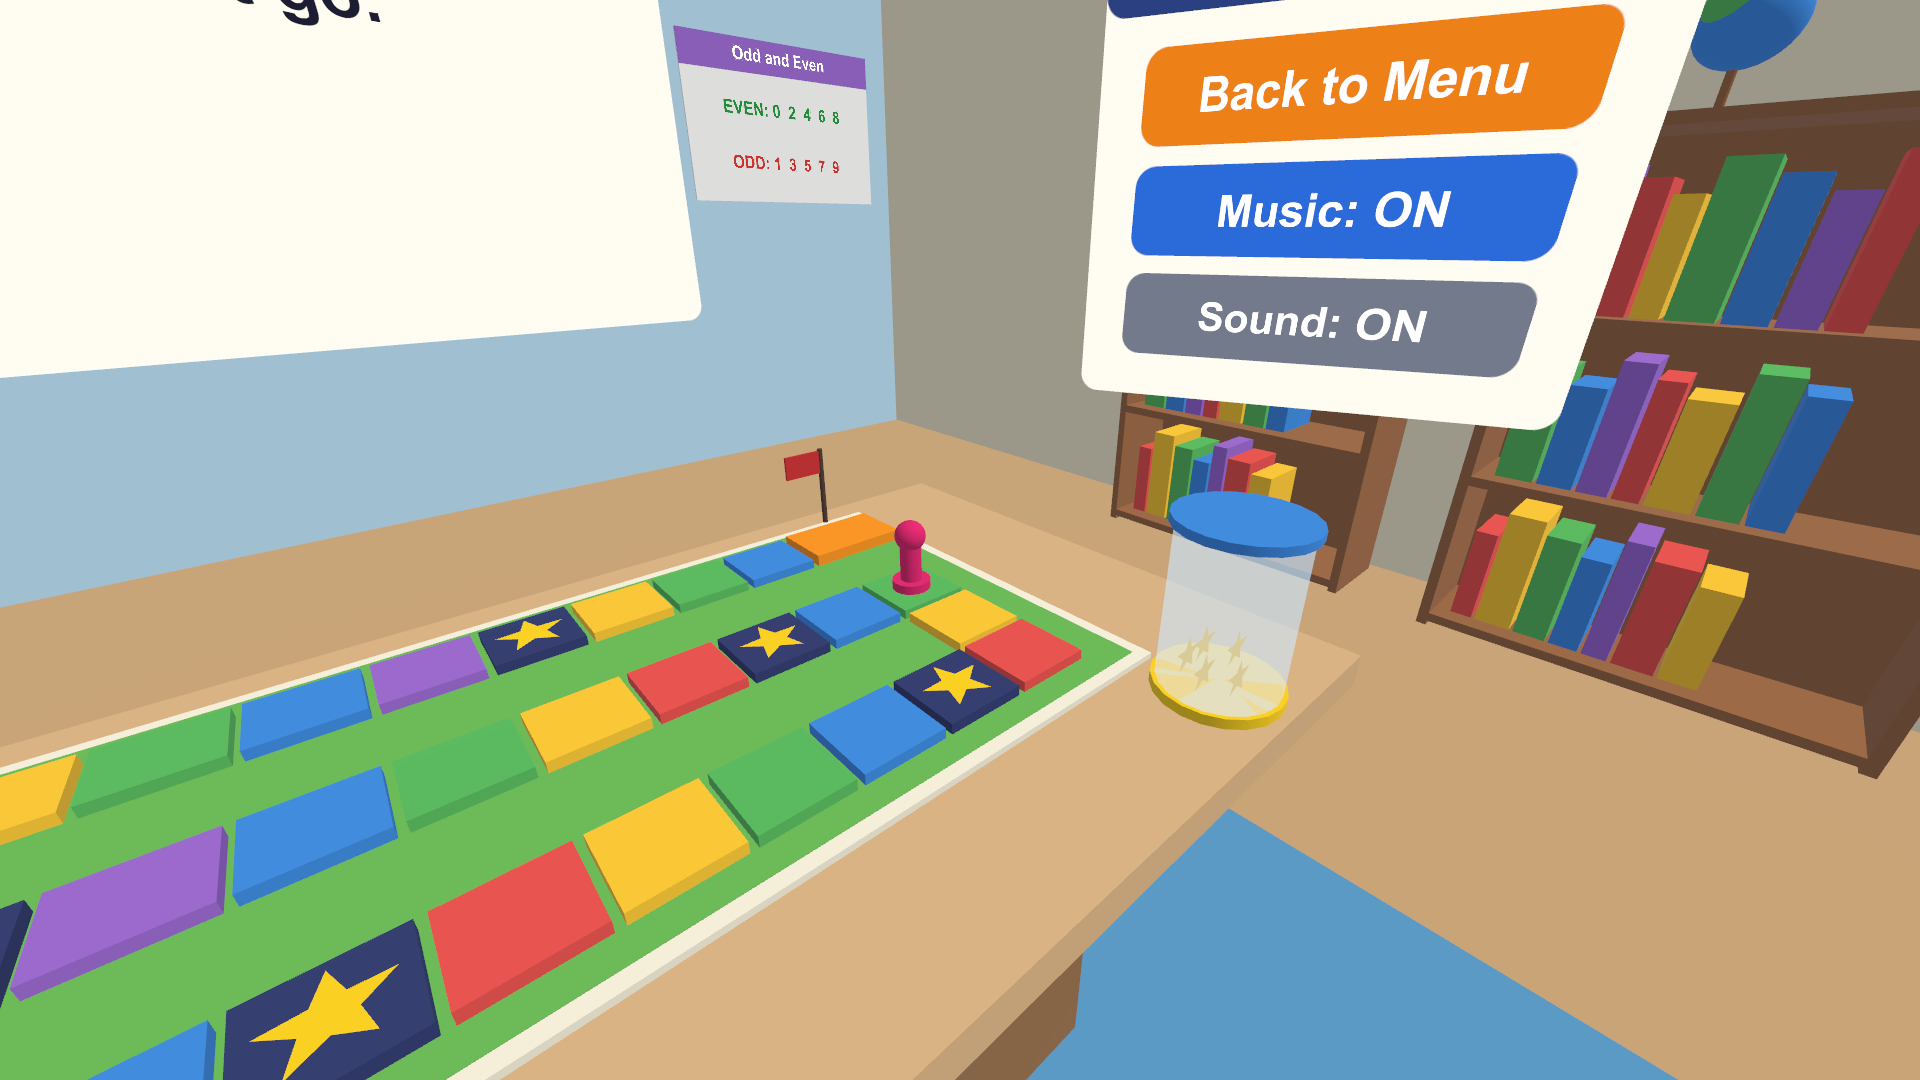 go.
Odd and Even
EVEN: 0 2 4 6 8
ODD: 1 3 5 7 9
Back to Menu
Music: ON
Sound: ON